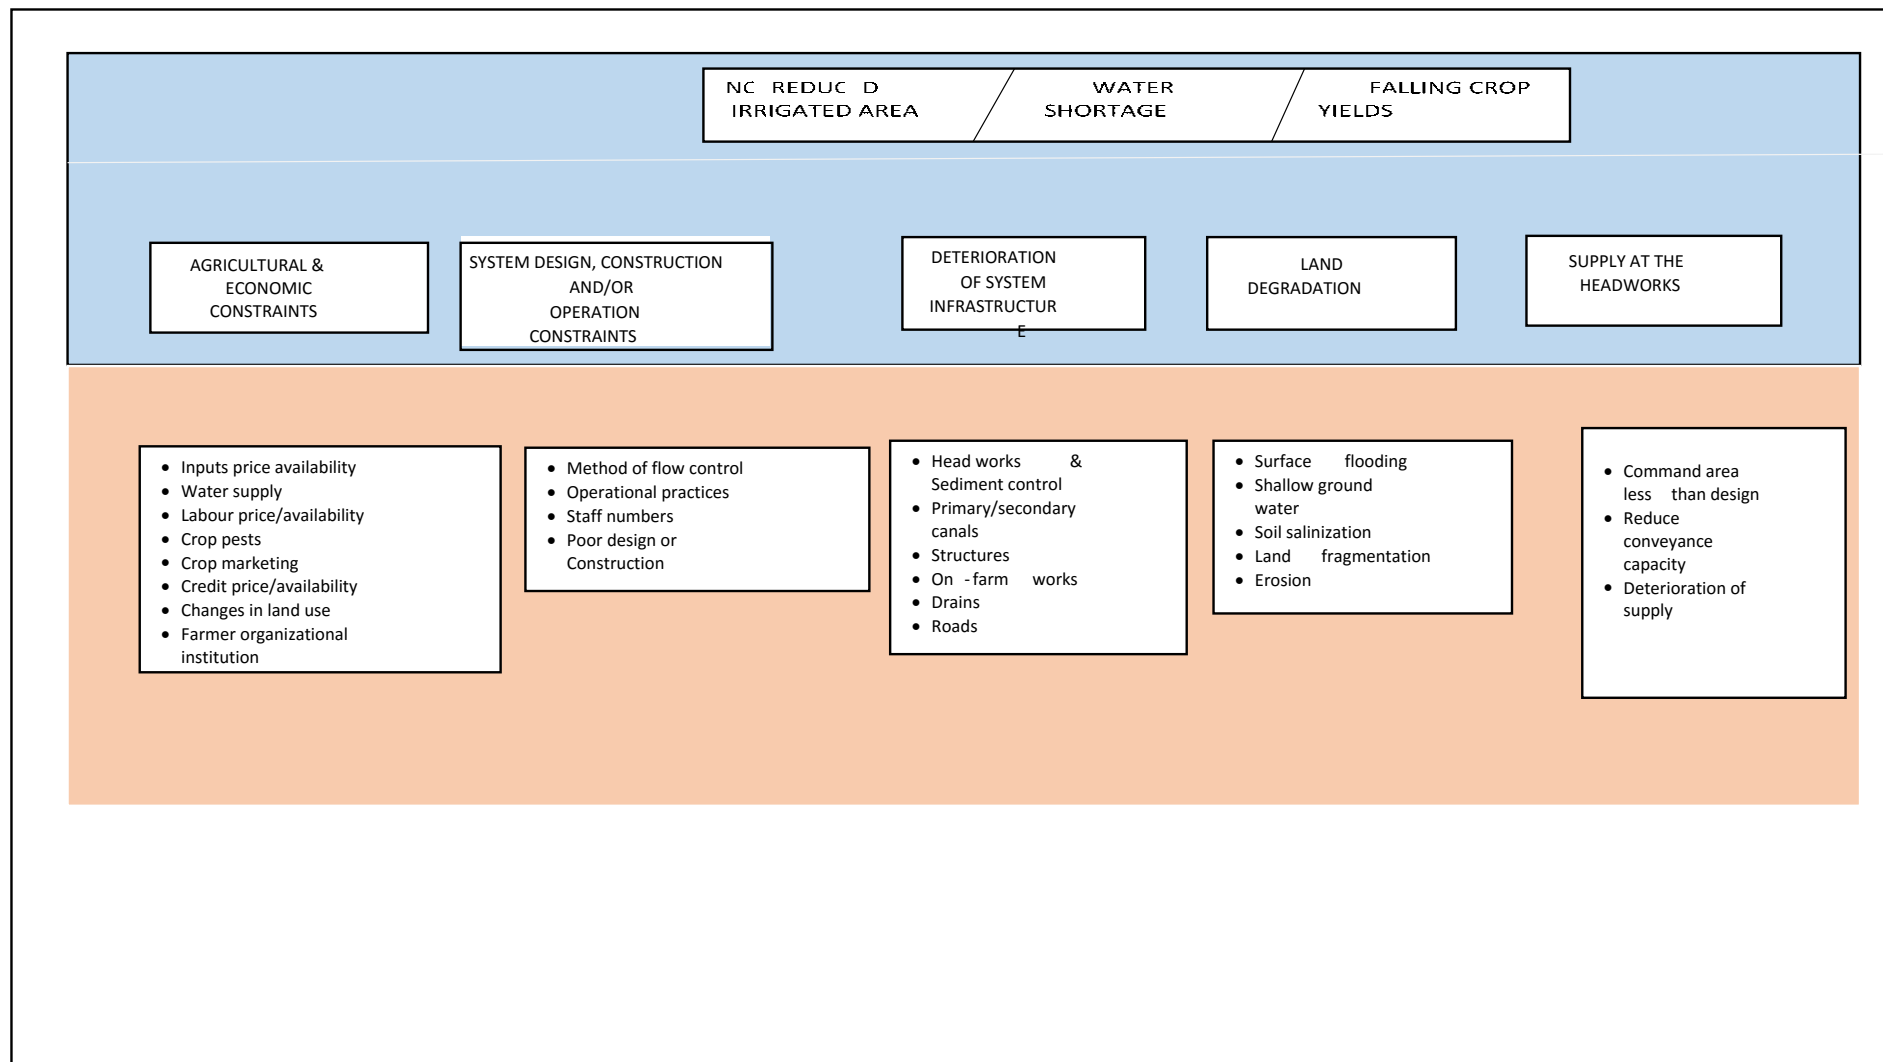 NC REDUC D
IRRIGATED AREA
WATER
SHORTAGE
FALLING CROP
YIELDS
AGRICULTURAL &
ECONOMIC
CONSTRAINTS
SYSTEM DESIGN, CONSTRUCTION
AND/OR
OPERATION
CONSTRAINTS
DETERIORATION
OF SYSTEM
INFRASTRUCTUR
E
LAND
DEGRADATION
SUPPLY AT THE
HEADWORKS
• Inputs price availability
• Water supply
• Labour price/availability
• Crop pests
• Crop marketing
• Credit price/availability
• Changes in land use
• Farmer organizational
institution
• Method of flow control
• Operational practices
• Staff numbers
• Poor design or
Construction
• Head works &
Sediment control
• Primary/secondary
canals
• Structures
• On -farm works
• Drains
• Roads
• Surface flooding
• Shallow ground
water
• Soil salinization
• Land fragmentation
• Erosion
• Command area
less than design
• Reduce
conveyance
capacity
• Deterioration of
supply